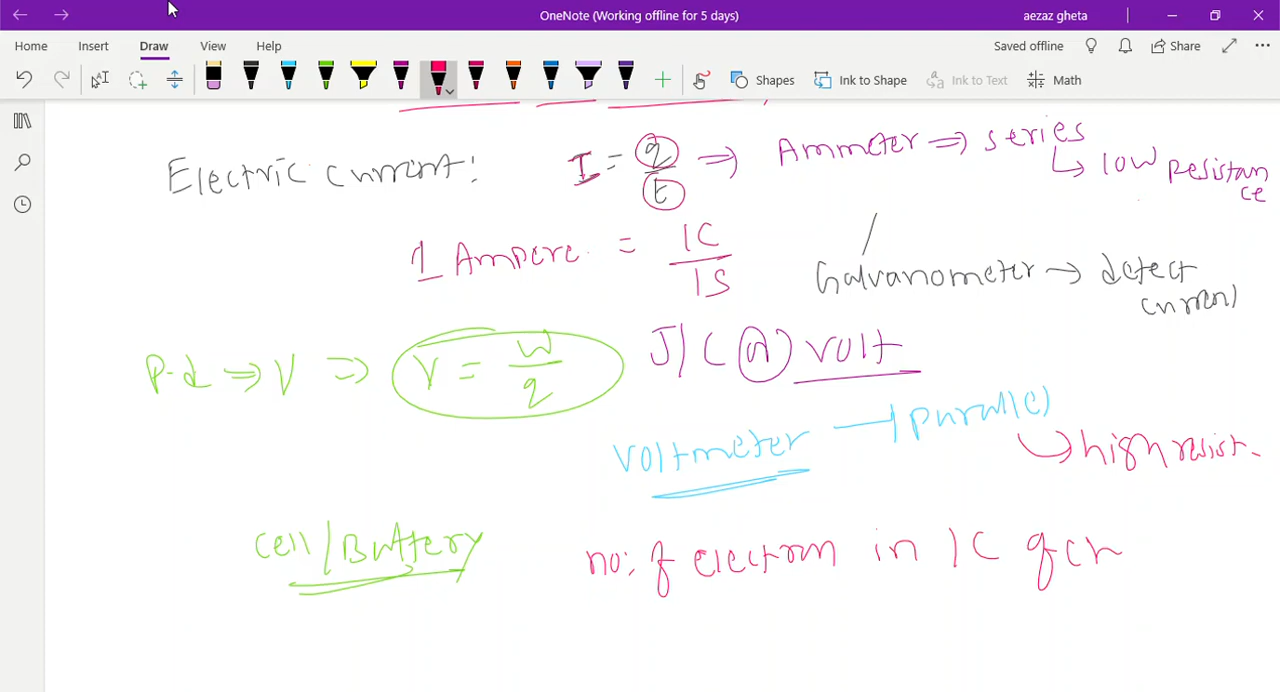 OneNote (Working offline for 5 days)
aezaz gheta
Home Insert Draw View Help
Saved offline Share
Shapes Ink to Shape Ink to Text Math
Electric current: I = q/t ⇒ Ammeter ⇒ series
↳ low resistan
ce
1 Ampere = 1C/1S
Galvanometer → detect
current
P.d ⇒ V ⇒ V = W/q J/C (or) volt
voltmeter → parallel
high resist.
cell/Battery no: of electron in 1C of ch